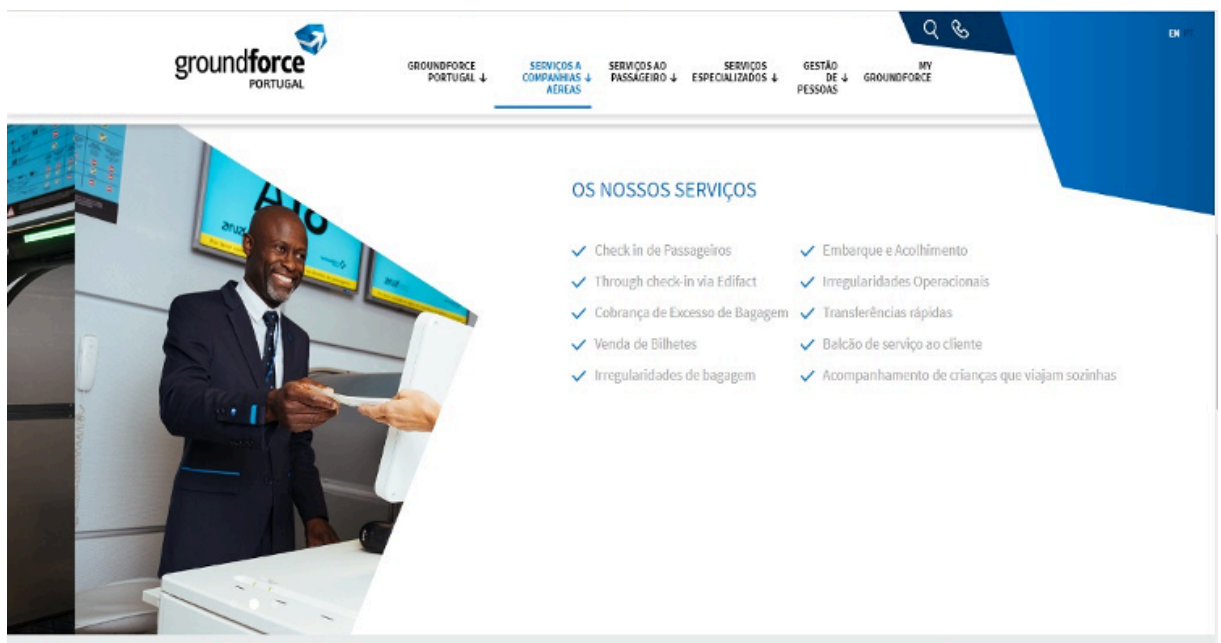 groundforce
PORTUGAL
GROUNDFORCE
PORTUGAL ↓
SERVIÇOS A
COMPANHIAS ↓
AÉREAS
SERVIÇOS AO
PASSAGEIRO ↓
SERVIÇOS
ESPECIALIZADOS ↓
GESTÃO
DE ↓
PESSOAS
MY
GROUNDFORCE
EN
OS NOSSOS SERVIÇOS
Check in de Passageiros
Through check-in via Edifact
Cobrança de Excesso de Bagagem
Venda de Bilhetes
Irregularidades de bagagem
Embarque e Acolhimento
Irregularidades Operacionais
Transferências rápidas
Balcão de serviço ao cliente
Acompanhamento de crianças que viajam sozinhas